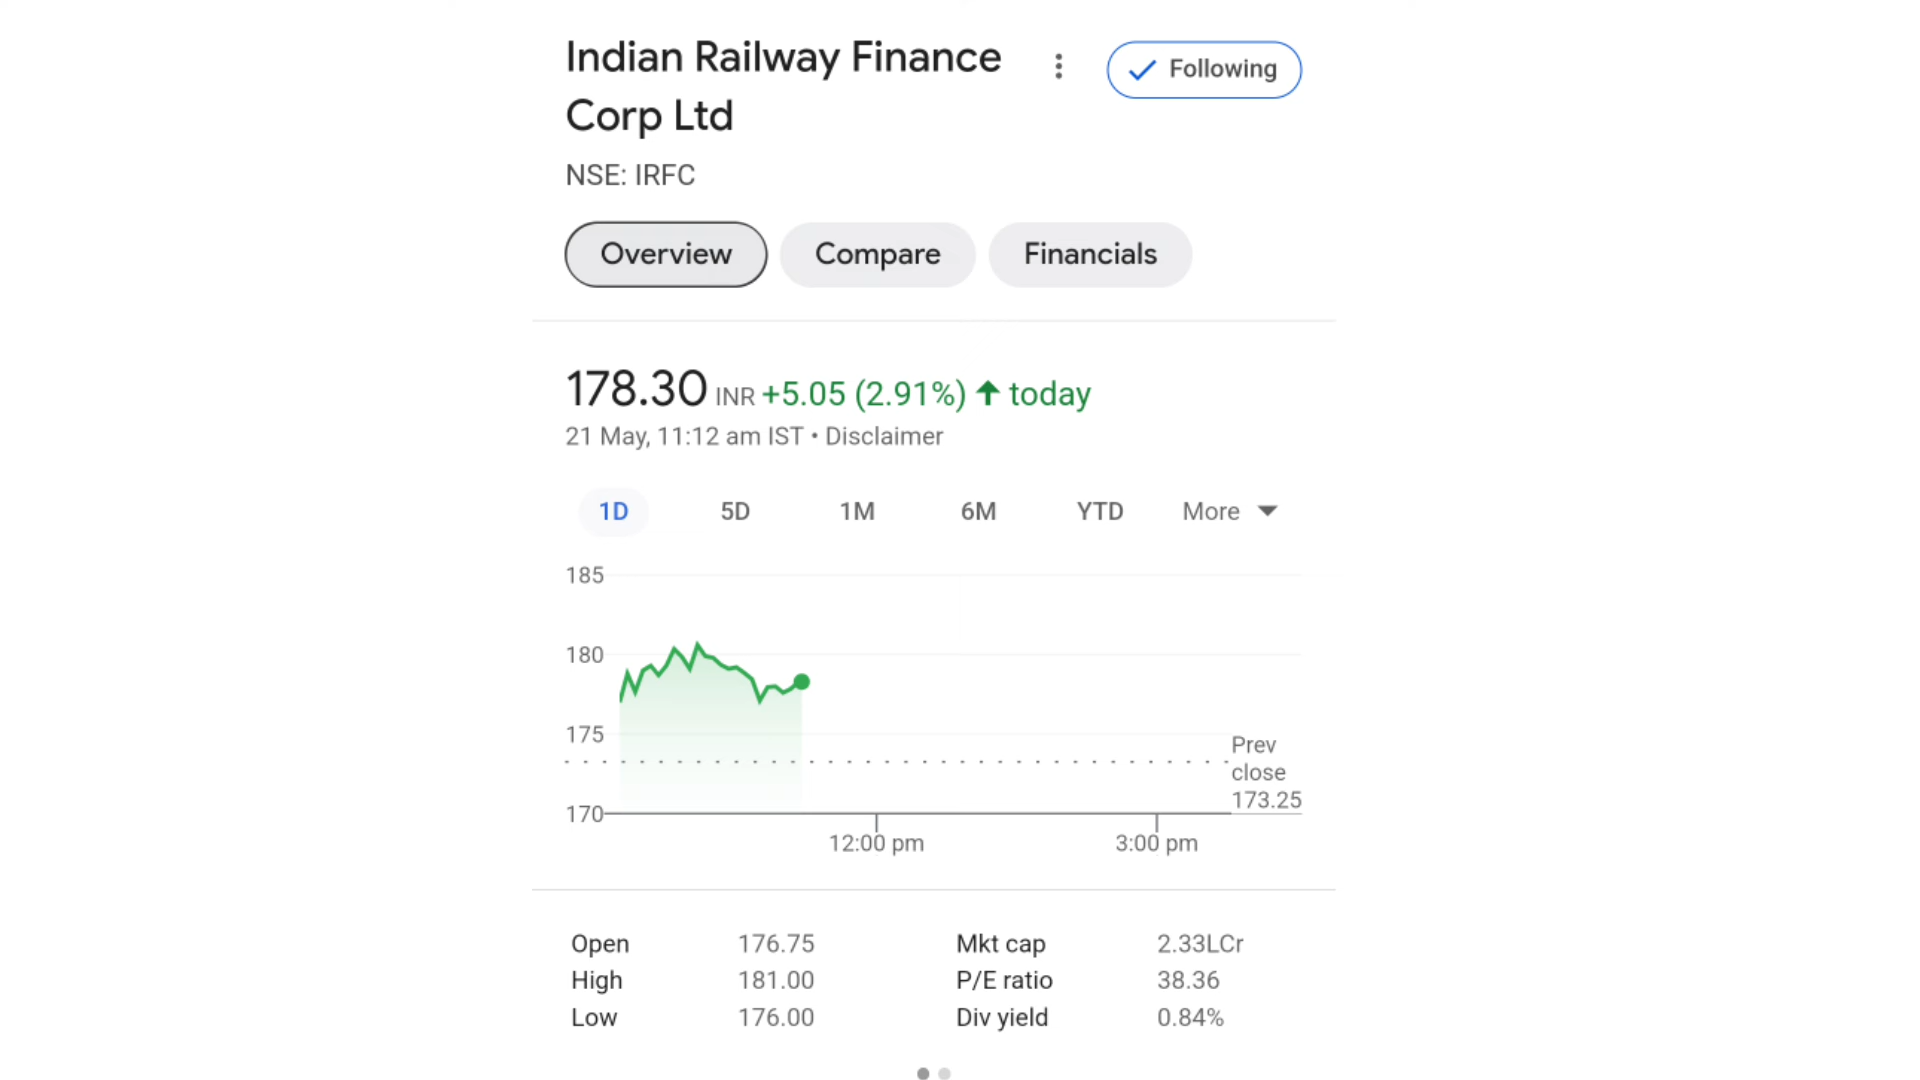 Indian Railway Finance
Corp Ltd
Following
NSE: IRFC
Overview Compare Financials
178.30 INR +5.05 (2.91%) ↑ today
21 May, 11:12 am IST • Disclaimer
1D 5D 1M 6M YTD More
185
180
175
170
Prev
close
173.25
12:00 pm 3:00 pm
Open 176.75 Mkt cap 2.33LCr
High 181.00 P/E ratio 38.36
Low 176.00 Div yield 0.84%